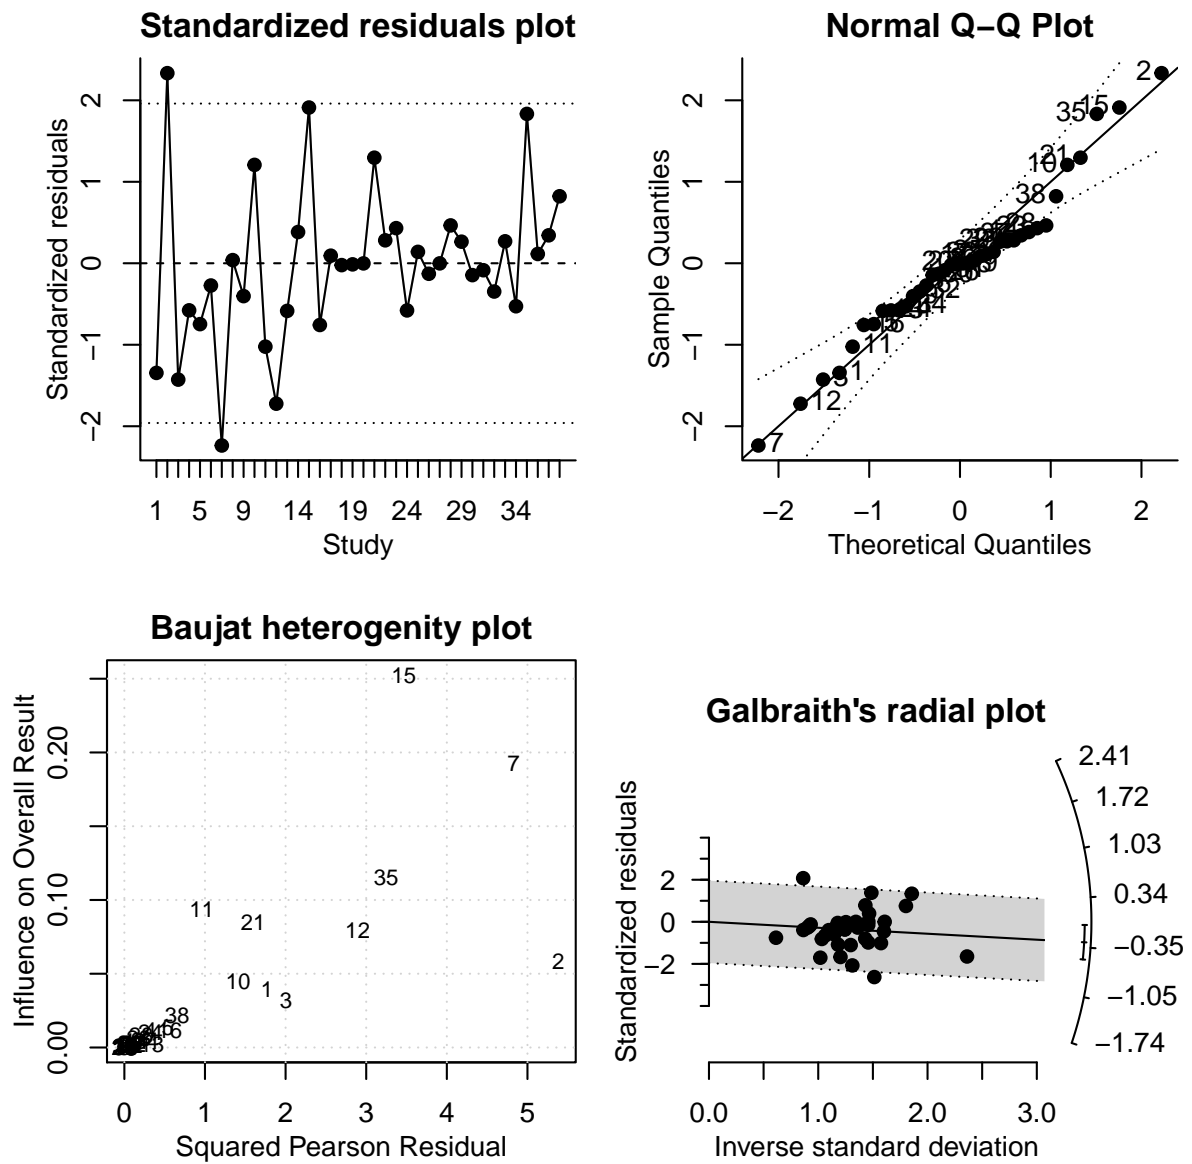 Standardized residuals plot
Standardized residuals
2
1
0
−1
−2
1 5 9 14 19 24 29 34
Study
Normal Q−Q Plot
Sample Quantiles
2
1
0
−1
−2
2
15
35
21
10
38
11
1
3
12
7
−2 −1 0 1 2
Theoretical Quantiles
Baujat heterogenity plot
Influence on Overall Result
0.20
0.10
0.00
15
7
35
11
21
12
2
10
1
3
38
0 1 2 3 4 5
Squared Pearson Residual
Galbraith's radial plot
Standardized residuals
2
0
−2
2.41
1.72
1.03
0.34
−0.35
−1.05
−1.74
0.0 1.0 2.0 3.0
Inverse standard deviation